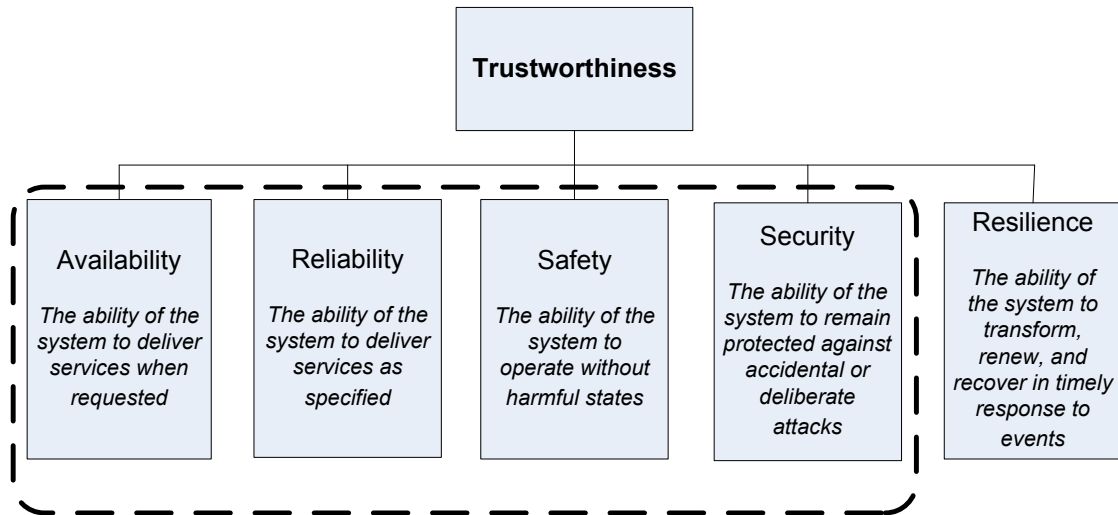 Trustworthiness
Availability
The ability of the
system to deliver
services when
requested
Reliability
The ability of the
system to deliver
services as
specified
Safety
The ability of the
system to
operate without
harmful states
Security
The ability of the
system to remain
protected against
accidental or
deliberate
attacks
Resilience
The ability of
the system to
transform,
renew, and
recover in timely
response to
events